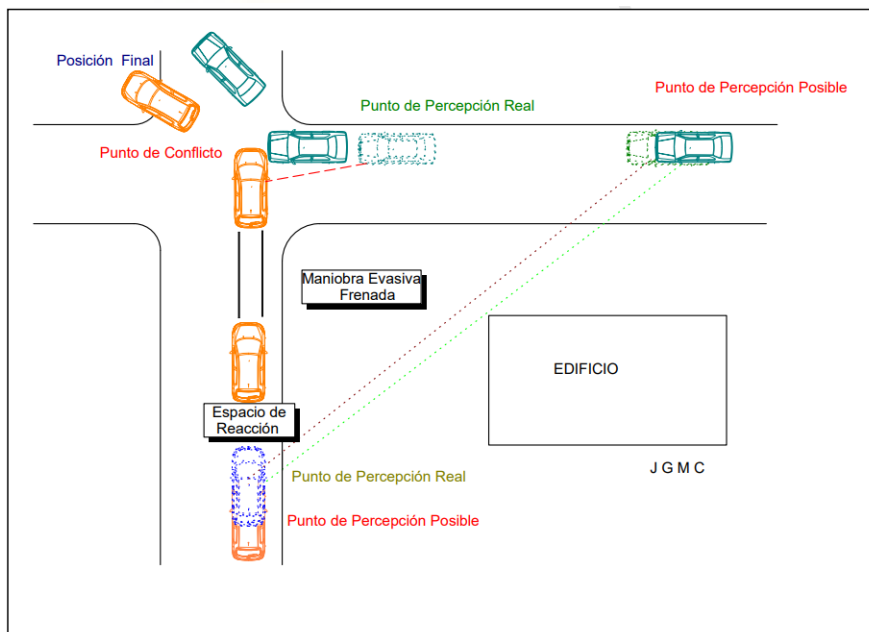 Posición Final
Punto de Percepción Posible
Punto de Percepción Real
Punto de Conflicto
Maniobra Evasiva
Frenada
EDIFICIO
Espacio de
Reacción
J G M C
Punto de Percepción Real
Punto de Percepción Posible